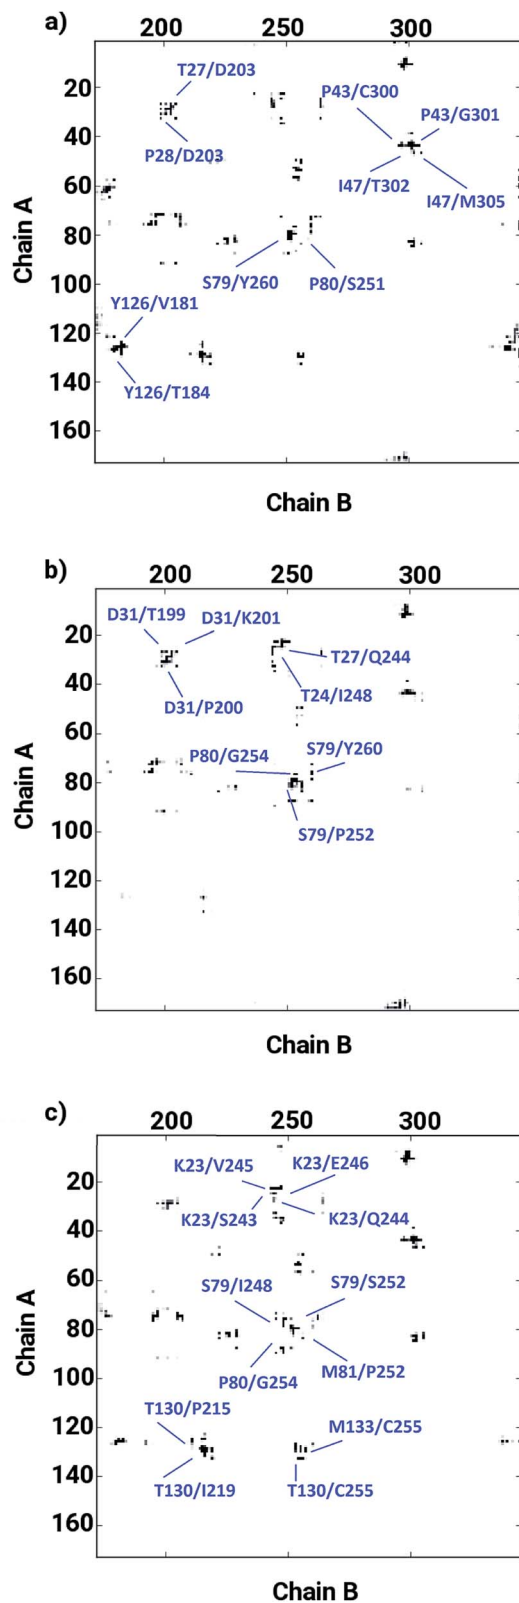 a)
200 250 300
T27/D203
20
P43/C300
P43/G301
40
P28/D203
I47/T302
60
I47/M305
Chain A
80
S79/Y260
P80/S251
100
Y126/V181
120
140
Y126/T184
160
Chain B
b)
200 250 300
D31/T199
D31/K201
20
T27/Q244
40
T24/I248
D31/P200
60
P80/G254
S79/Y260
Chain A
80
S79/P252
100
120
140
160
Chain B
c)
200 250 300
K23/V245
K23/E246
20
K23/S243
K23/Q244
40
60
S79/I248
S79/S252
Chain A
80
P80/G254
M81/P252
100
T130/P215
M133/C255
120
140
T130/I219
T130/C255
160
Chain B